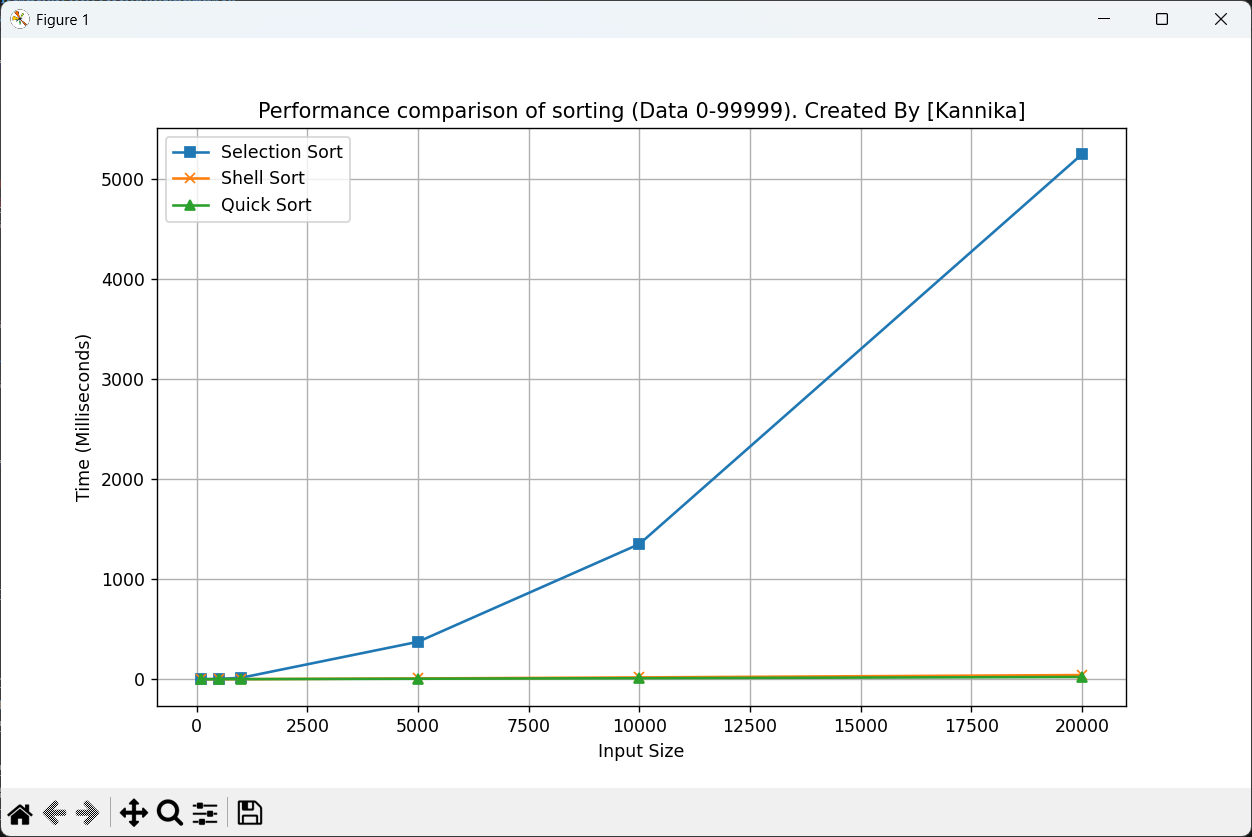 Figure 1
Performance comparison of sorting (Data 0-99999). Created By [Kannika]
Selection Sort
Shell Sort
Quick Sort
5000
4000
3000
2000
1000
0
Time (Milliseconds)
0 2500 5000 7500 10000 12500 15000 17500 20000
Input Size